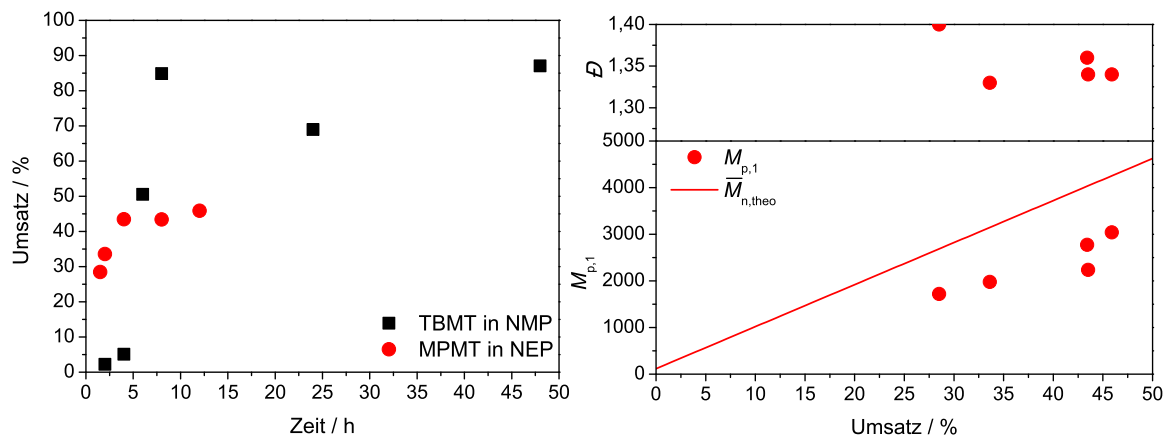 Umsatz / %
100
90
80
70
60
50
40
30
20
10
0
TBMT in NMP
MPMT in NEP
0 5 10 15 20 25 30 35 40 45 50
Zeit / h
Đ
1,40
1,35
1,30
5000
4000
3000
2000
1000
0
M p,1
M̅ n,theo
M p,1
0 5 10 15 20 25 30 35 40 45 50
Umsatz / %